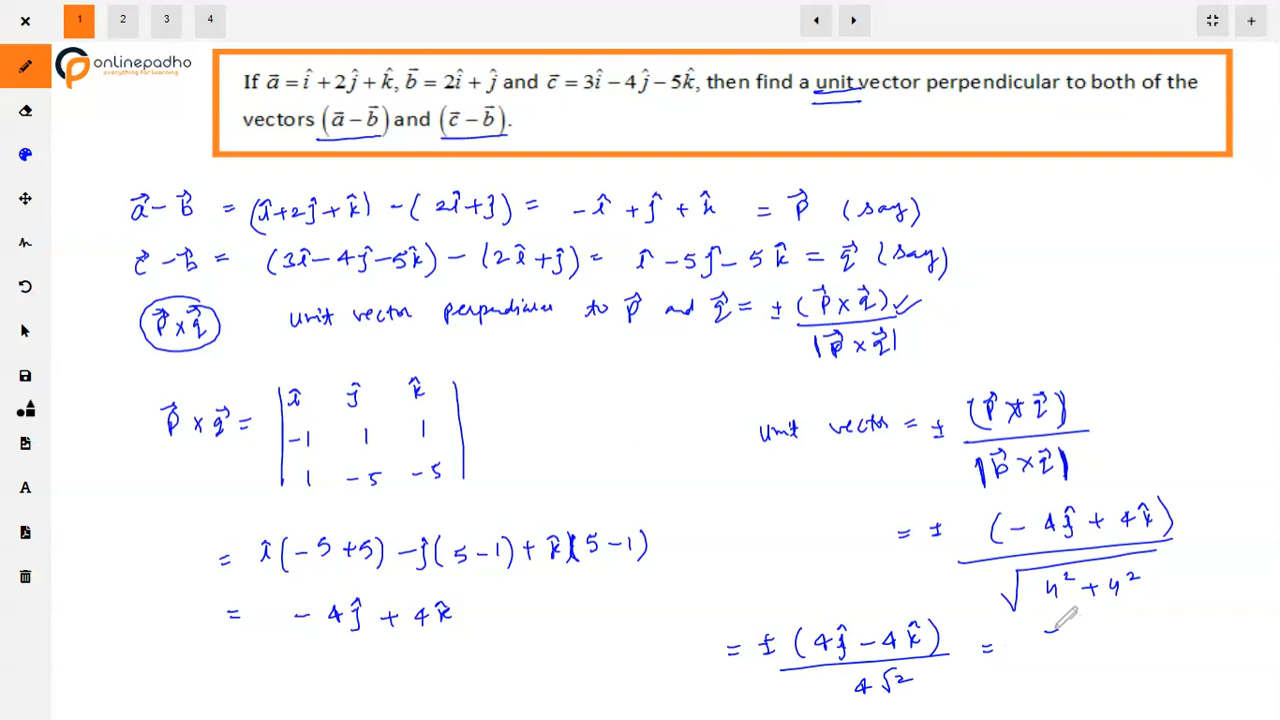 1 2 3 4
onlinepadho
everything for learning
If a⃗ = î + 2ĵ + k̂, b⃗ = 2î + ĵ and c⃗ = 3î − 4ĵ − 5k̂, then find a unit vector perpendicular to both of the
vectors (a⃗ − b⃗) and (c⃗ − b⃗).
a⃗ − b⃗ = (î + 2ĵ + k̂) − (2î + ĵ) = −î + ĵ + k̂ = p⃗ (say)
c⃗ − b⃗ = (3î − 4ĵ − 5k̂) − (2î + ĵ) = î − 5ĵ − 5k̂ = q⃗ (say)
p⃗ × q⃗ unit vector perpendicular to p⃗ and q⃗ = ± (p⃗ × q⃗) / |p⃗ × q⃗|
p⃗ × q⃗ = | î ĵ k̂
−1 1 1
1 −5 −5 |
= î(−5 + 5) − ĵ(5 − 1) + k̂(5 − 1)
= −4ĵ + 4k̂
unit vector = ± (p⃗ × q⃗) / |p⃗ × q⃗|
= ± (−4ĵ + 4k̂) / √(4² + 4²)
= ± (4ĵ − 4k̂) / 4√2 =